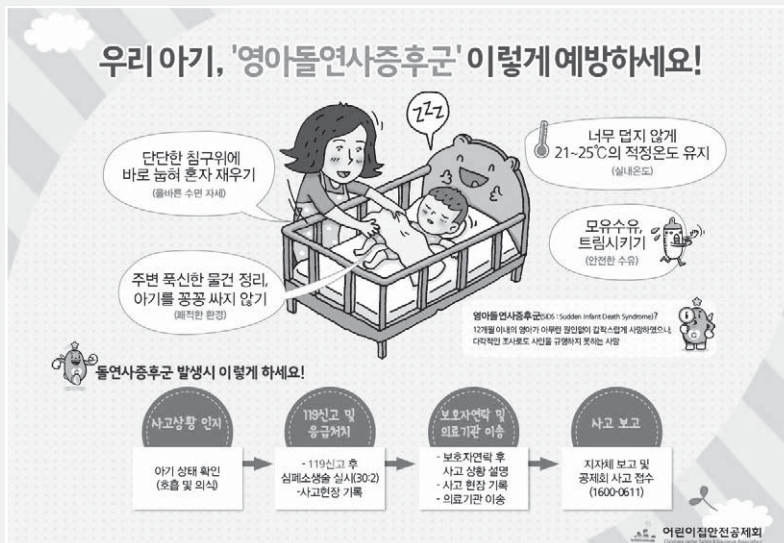 우리 아기, '영아돌연사증후군' 이렇게 예방하세요!
ZZZ
단단한 침구위에
바로 눕혀 혼자 재우기
(올바른 수면 자세)
너무 덥지 않게
21~25℃의 적정온도 유지
(실내온도)
모유수유,
트림시키기
(안전한 수유)
주변 푹신한 물건 정리,
아기를 꽁꽁 싸지 않기
(쾌적한 환경)
영아돌연사증후군(SIDS : Sudden Infant Death Syndrome)?
12개월 이내의 영아가 아무런 원인없이 갑작스럽게 사망하였으나,
다각적인 조사로도 사인을 규명하지 못하는 사망
돌연사증후군 발생시 이렇게 하세요!
사고상황 인지
아기 상태 확인
(호흡 및 의식)
119신고 및
응급처치
- 119신고 후
심폐소생술 실시(30:2)
-사고현장 기록
보호자연락 및
의료기관 이송
- 보호자연락 후
사고 상황 설명
- 사고 현장 기록
- 의료기관 이송
사고 보고
지자체 보고 및
공제회 사고 접수
(1600-0611)
어린이집안전공제회